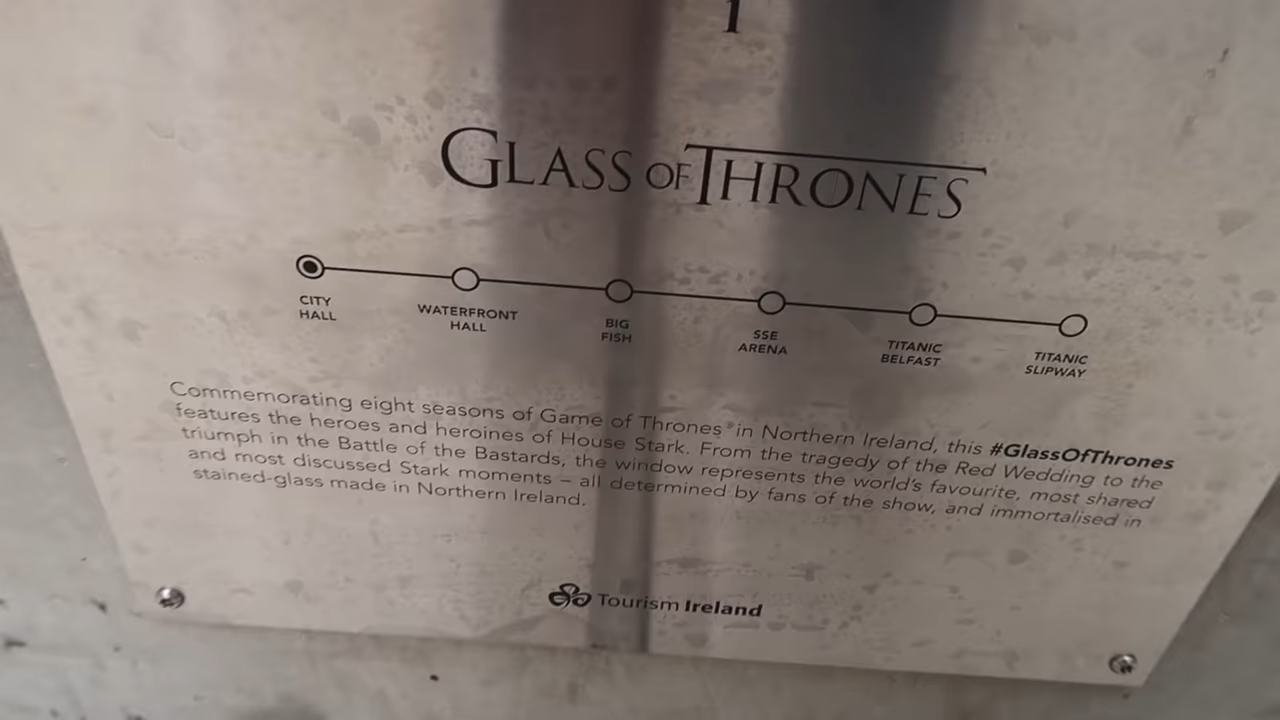 1
GLASS OF THRONES
CITY
HALL
WATERFRONT
HALL
BIG
FISH
SSE
ARENA
TITANIC
BELFAST
TITANIC
SLIPWAY
Commemorating eight seasons of Game of Thrones® in Northern Ireland, this #GlassOfThrones
features the heroes and heroines of House Stark. From the tragedy of the Red Wedding to the
triumph in the Battle of the Bastards, the window represents the world's favourite, most shared
and most discussed Stark moments – all determined by fans of the show, and immortalised in
stained-glass made in Northern Ireland.
Tourism Ireland